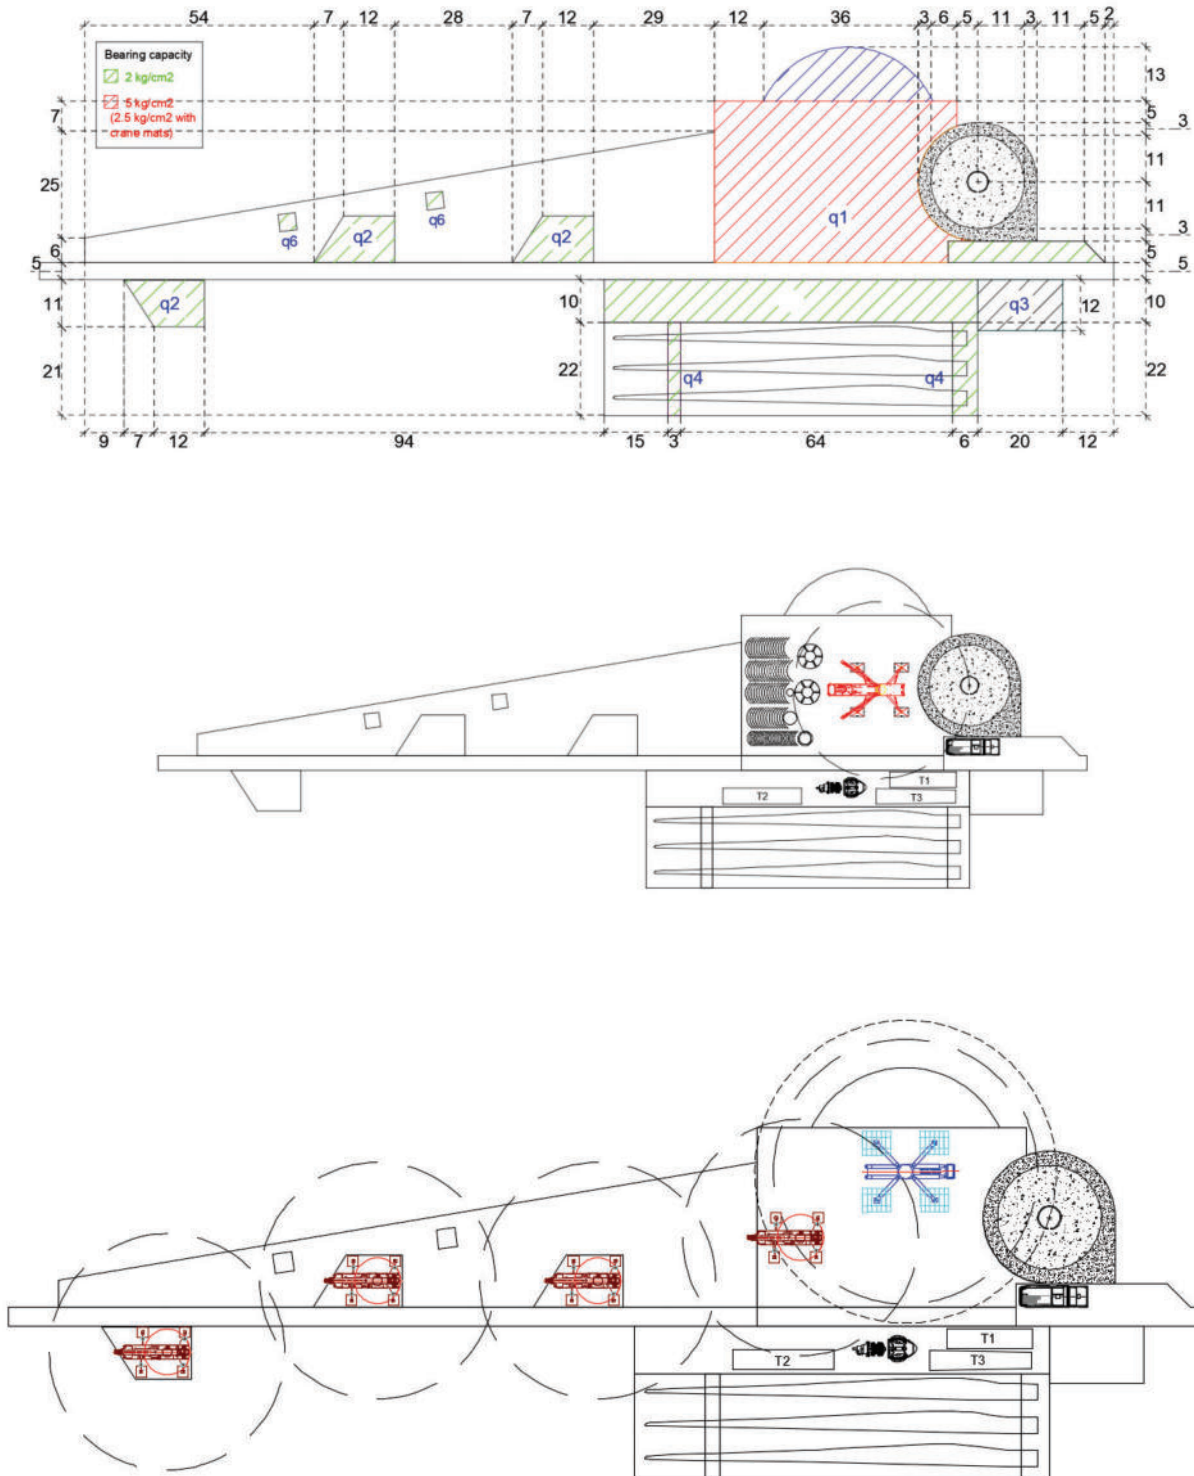 54 7 12 28 7 12 29 12 36 3 6 5 11 3 11 5 2
Bearing capacity
2 kg/cm2
5 kg/cm2
(2.5 kg/cm2 with
crane mats)
7
25
6
5
11
21
13
5
3
11
11
3
5
5
10
22
q6
q6
q2
q2
q1
q2
10
q3
12
22
q4
q4
9 7 12 94 15 3 64 6 20 12
T1
T2
T3
T1
T2
T3